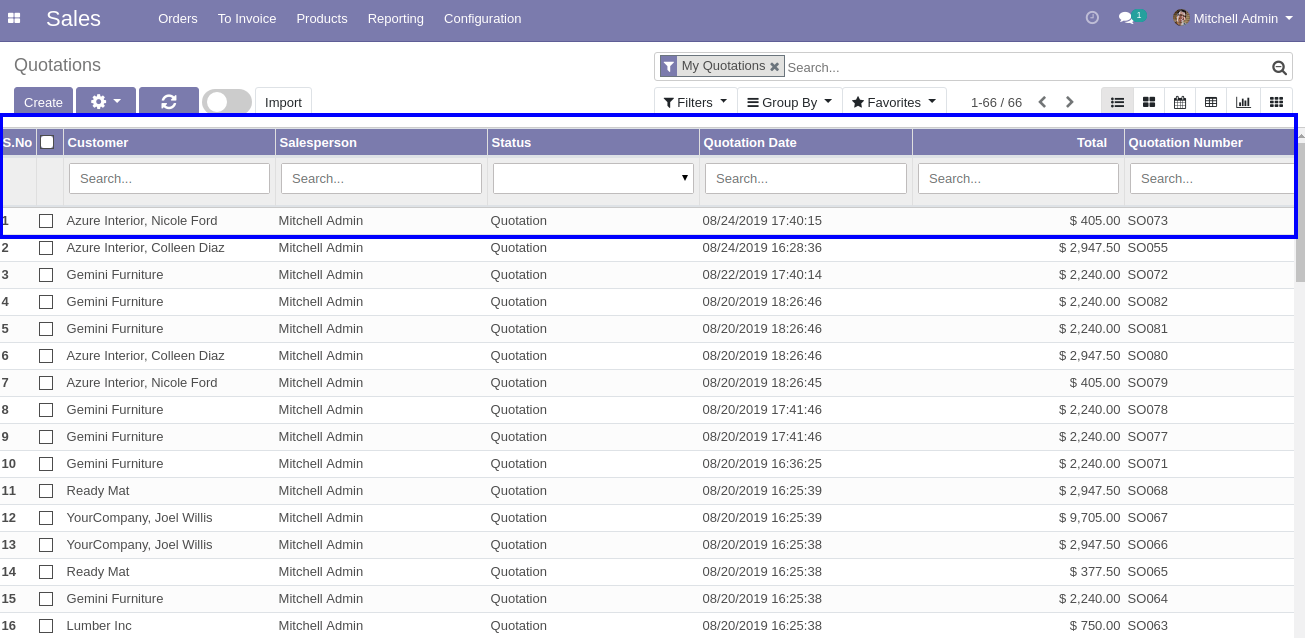 Sales Orders To Invoice Products Reporting Configuration 1 Mitchell Admin
Quotations My Quotations Search...
Create Import Filters Group By Favorites 1-66 / 66
S.No Customer Salesperson Status Quotation Date Total Quotation Number
Search... Search... Search... Search... Search...
1 Azure Interior, Nicole Ford Mitchell Admin Quotation 08/24/2019 17:40:15 $ 405.00 SO073
2 Azure Interior, Colleen Diaz Mitchell Admin Quotation 08/24/2019 16:28:36 $ 2,947.50 SO055
3 Gemini Furniture Mitchell Admin Quotation 08/22/2019 17:40:14 $ 2,240.00 SO072
4 Gemini Furniture Mitchell Admin Quotation 08/20/2019 18:26:46 $ 2,240.00 SO082
5 Gemini Furniture Mitchell Admin Quotation 08/20/2019 18:26:46 $ 2,240.00 SO081
6 Azure Interior, Colleen Diaz Mitchell Admin Quotation 08/20/2019 18:26:46 $ 2,947.50 SO080
7 Azure Interior, Nicole Ford Mitchell Admin Quotation 08/20/2019 18:26:45 $ 405.00 SO079
8 Gemini Furniture Mitchell Admin Quotation 08/20/2019 17:41:46 $ 2,240.00 SO078
9 Gemini Furniture Mitchell Admin Quotation 08/20/2019 17:41:46 $ 2,240.00 SO077
10 Gemini Furniture Mitchell Admin Quotation 08/20/2019 16:36:25 $ 2,240.00 SO071
11 Ready Mat Mitchell Admin Quotation 08/20/2019 16:25:39 $ 2,947.50 SO068
12 YourCompany, Joel Willis Mitchell Admin Quotation 08/20/2019 16:25:39 $ 9,705.00 SO067
13 YourCompany, Joel Willis Mitchell Admin Quotation 08/20/2019 16:25:38 $ 2,947.50 SO066
14 Ready Mat Mitchell Admin Quotation 08/20/2019 16:25:38 $ 377.50 SO065
15 Gemini Furniture Mitchell Admin Quotation 08/20/2019 16:25:38 $ 2,240.00 SO064
16 Lumber Inc Mitchell Admin Quotation 08/20/2019 16:25:38 $ 750.00 SO063